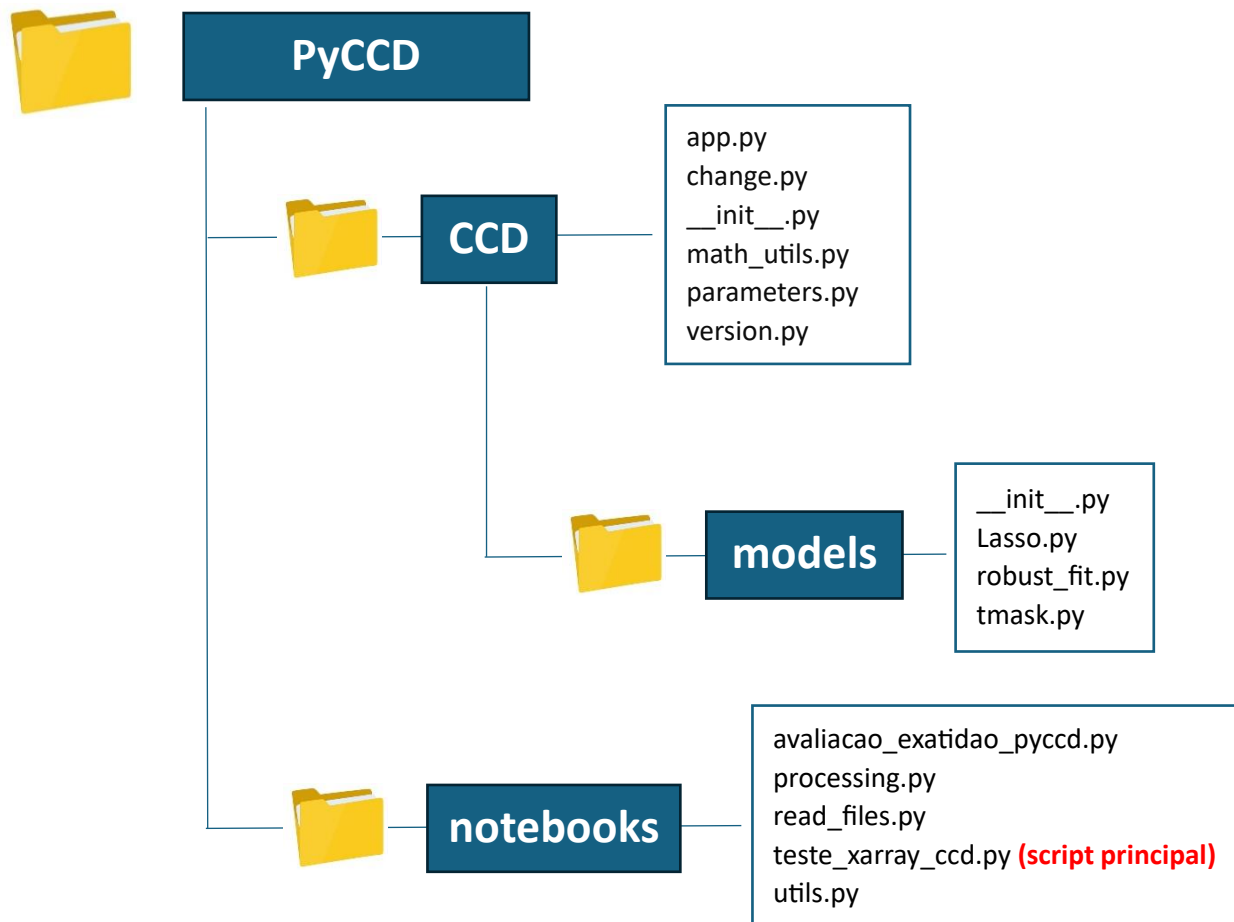 PyCCD
CCD
app.py
change.py
__init__.py
math_utils.py
parameters.py
version.py
models
__init__.py
Lasso.py
robust_fit.py
tmask.py
notebooks
avaliacao_exatidao_pyccd.py
processing.py
read_files.py
teste_xarray_ccd.py (script principal)
utils.py